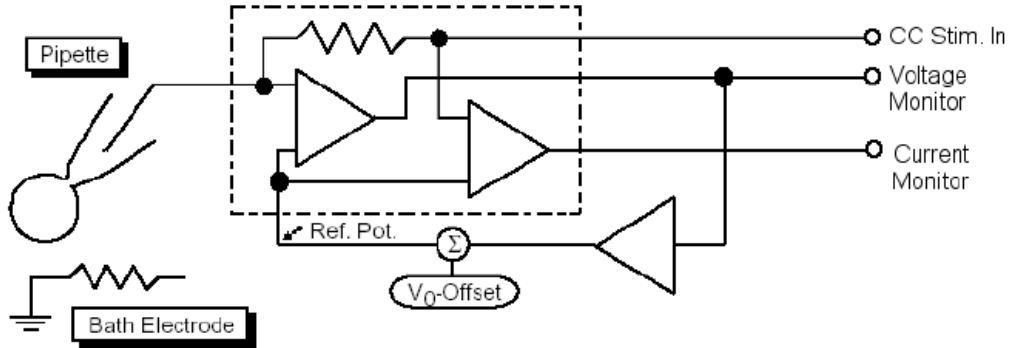 CC Stim. In
Pipette
Voltage
Monitor
Current
Monitor
Ref. Pot.
Σ
V₀-Offset
Bath Electrode